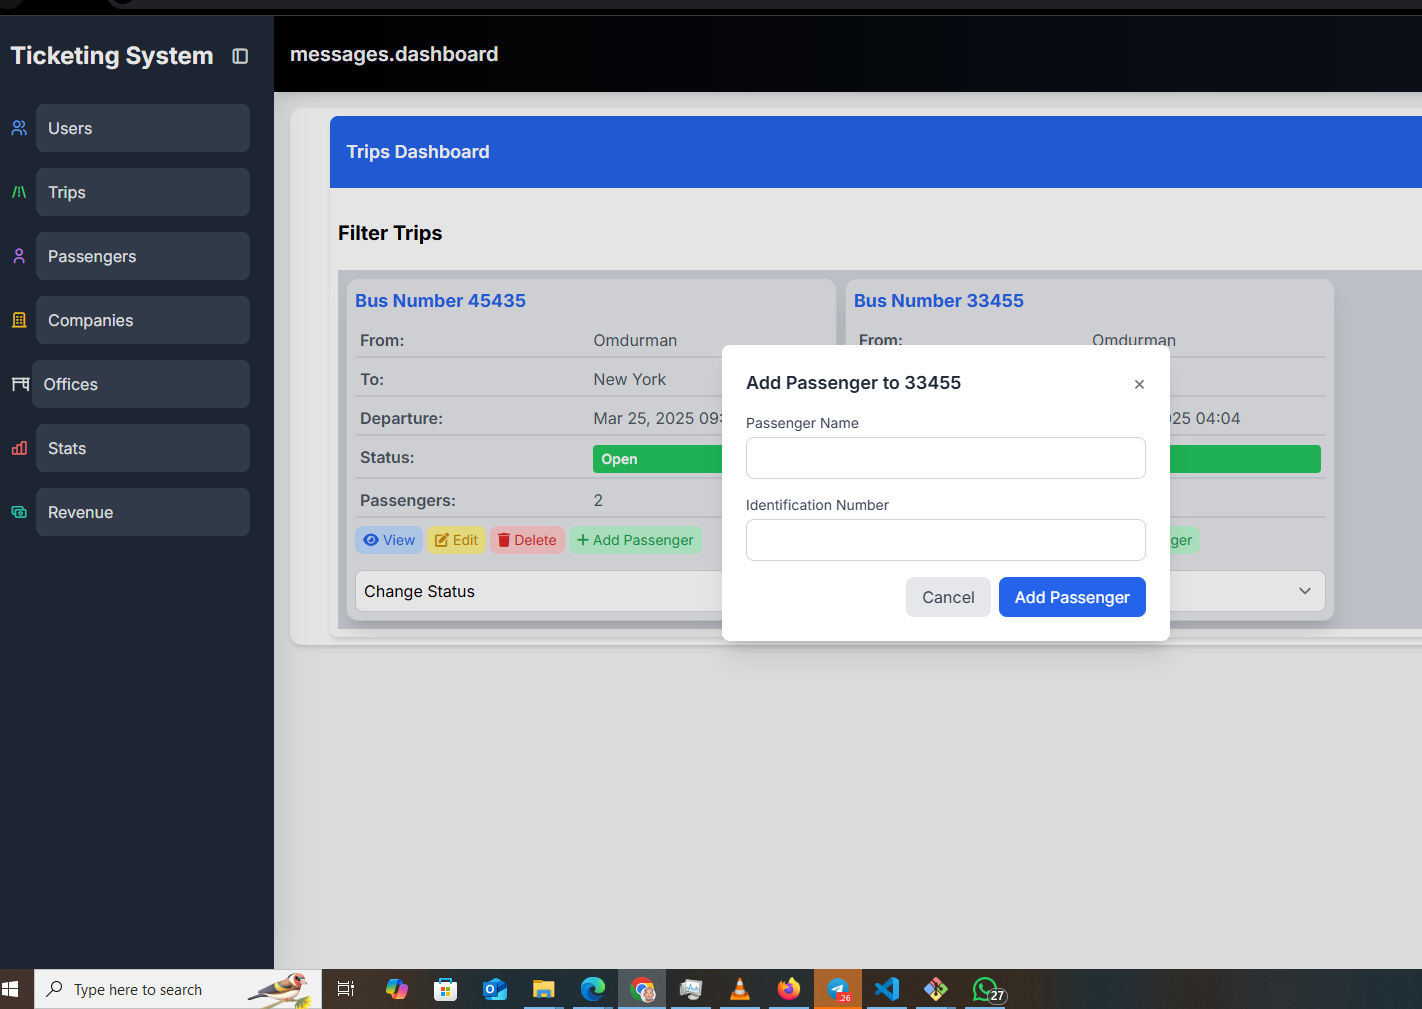 Ticketing System
messages.dashboard
Users
Trips
Passengers
Companies
Offices
Stats
Revenue
Trips Dashboard
Filter Trips
Bus Number 45435
From: Omdurman
To: New York
Departure: Mar 25, 2025 09:
Status: Open
Passengers: 2
View Edit Delete + Add Passenger
Change Status
Bus Number 33455
From: Omdurman
25 04:04
ger
Add Passenger to 33455 ×
Passenger Name
Identification Number
Cancel Add Passenger
Type here to search
.26
27